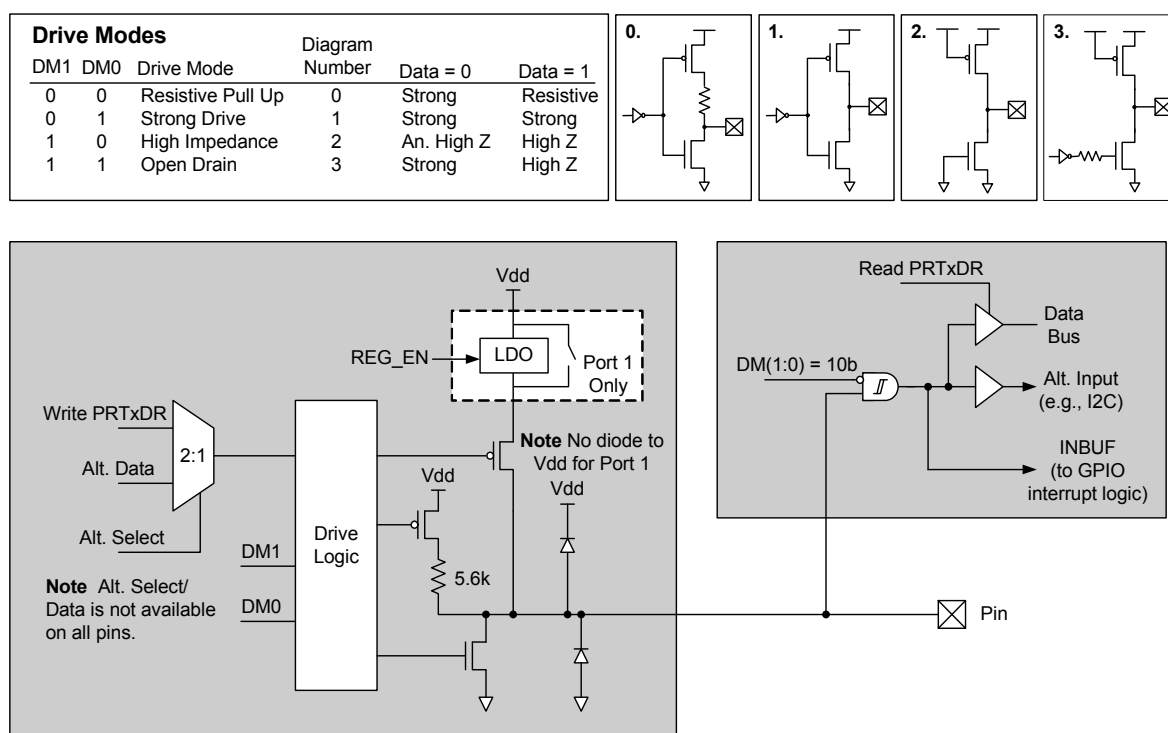 Drive Modes
Diagram
DM1 DM0 Drive Mode Number Data = 0 Data = 1
0 0 Resistive Pull Up 0 Strong Resistive
0 1 Strong Drive 1 Strong Strong
1 0 High Impedance 2 An. High Z High Z
1 1 Open Drain 3 Strong High Z
0.
1.
2.
3.
Vdd
REG_EN
LDO
Port 1
Only
Write PRTxDR
2:1
Alt. Data
Alt. Select
Note No diode to
Vdd for Port 1
Vdd
Vdd
Drive
Logic
5.6k
DM1
DM0
Note Alt. Select/
Data is not available
on all pins.
Read PRTxDR
Data
Bus
DM(1:0) = 10b
Alt. Input
(e.g., I2C)
INBUF
(to GPIO
interrupt logic)
Pin